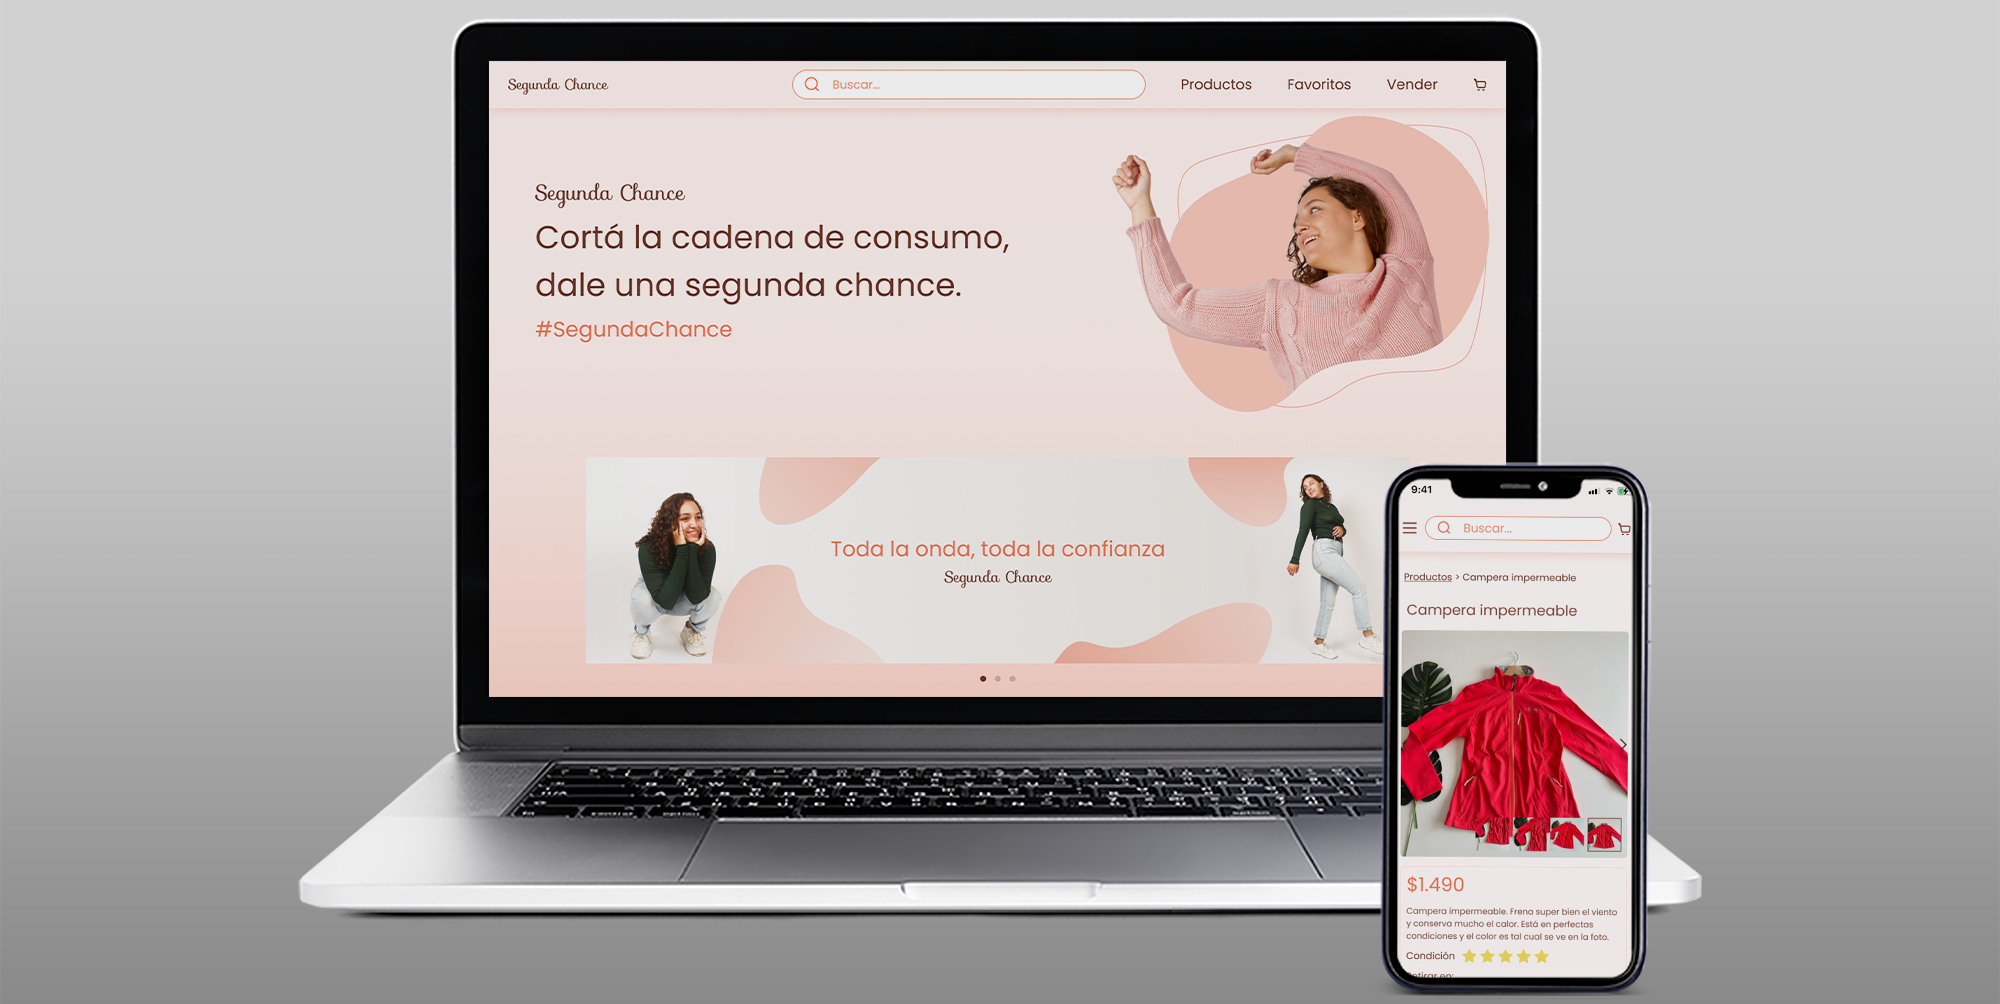 Segunda Chance
Buscar...
Productos
Favoritos
Vender
Segunda Chance
Cortá la cadena de consumo,
dale una segunda chance.
#SegundaChance
Toda la onda, toda la confianza
Segunda Chance
9:41
Buscar...
Productos > Campera impermeable
Campera impermeable
$1.490
Campera impermeable. Frena super bien el viento
y conserva mucho el calor. Está en perfectas
condiciones y el color es tal cual se ve en la foto.
Condición
Retirar en: